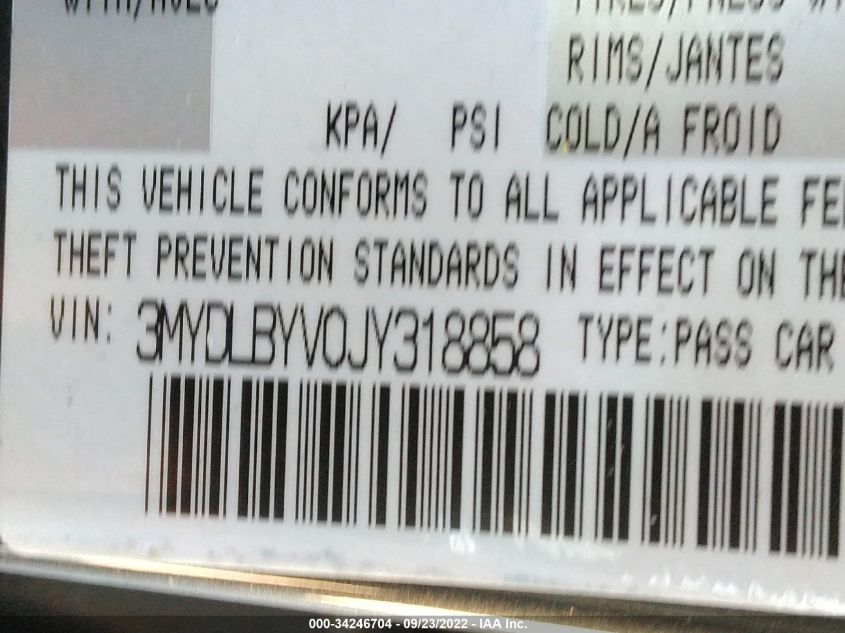 RIMS/JANTES
KPA/ PSI COLD/A FROID
THIS VEHICLE CONFORMS TO ALL APPLICABLE
THEFT PREVENTION STANDARDS IN EFFECT ON
VIN: 3MYDLBYV0JY318858 TYPE:PASS CAR
000-34246704 - 09/23/2022 - IAA Inc.